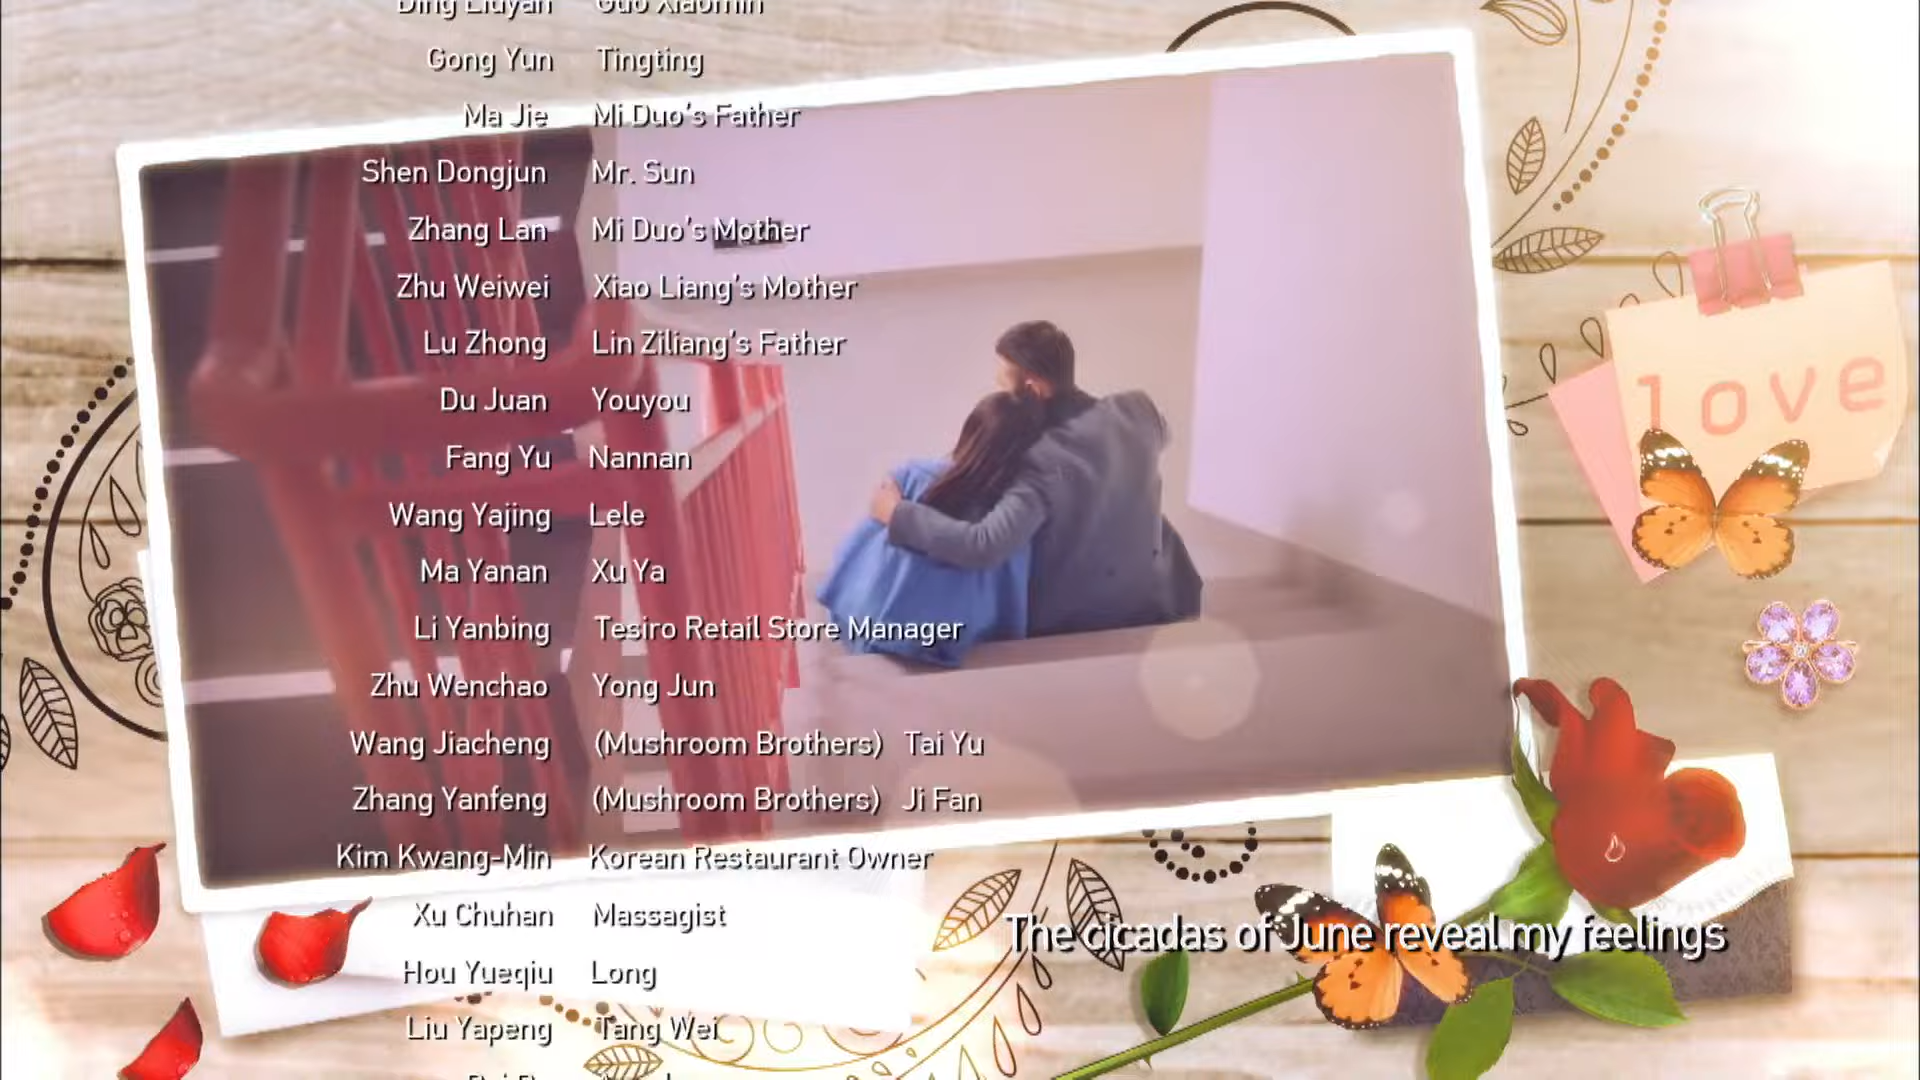 Ding Liuyan Guo Xiaomin
Gong Yun Tingting
Ma Jie Mi Duo's Father
Shen Dongjun Mr. Sun
Zhang Lan Mi Duo's Mother
Zhu Weiwei Xiao Liang's Mother
Lu Zhong Lin Ziliang's Father
Du Juan Youyou
Fang Yu Nannan
Wang Yajing Lele
Ma Yanan Xu Ya
Li Yanbing Tesiro Retail Store Manager
Zhu Wenchao Yong Jun
Wang Jiacheng (Mushroom Brothers) Tai Yu
Zhang Yanfeng (Mushroom Brothers) Ji Fan
Kim Kwang-Min Korean Restaurant Owner
Xu Chuhan Massagist
Hou Yueqiu Long
Liu Yapeng Tang Wei
love
The cicadas of June reveal my feelings